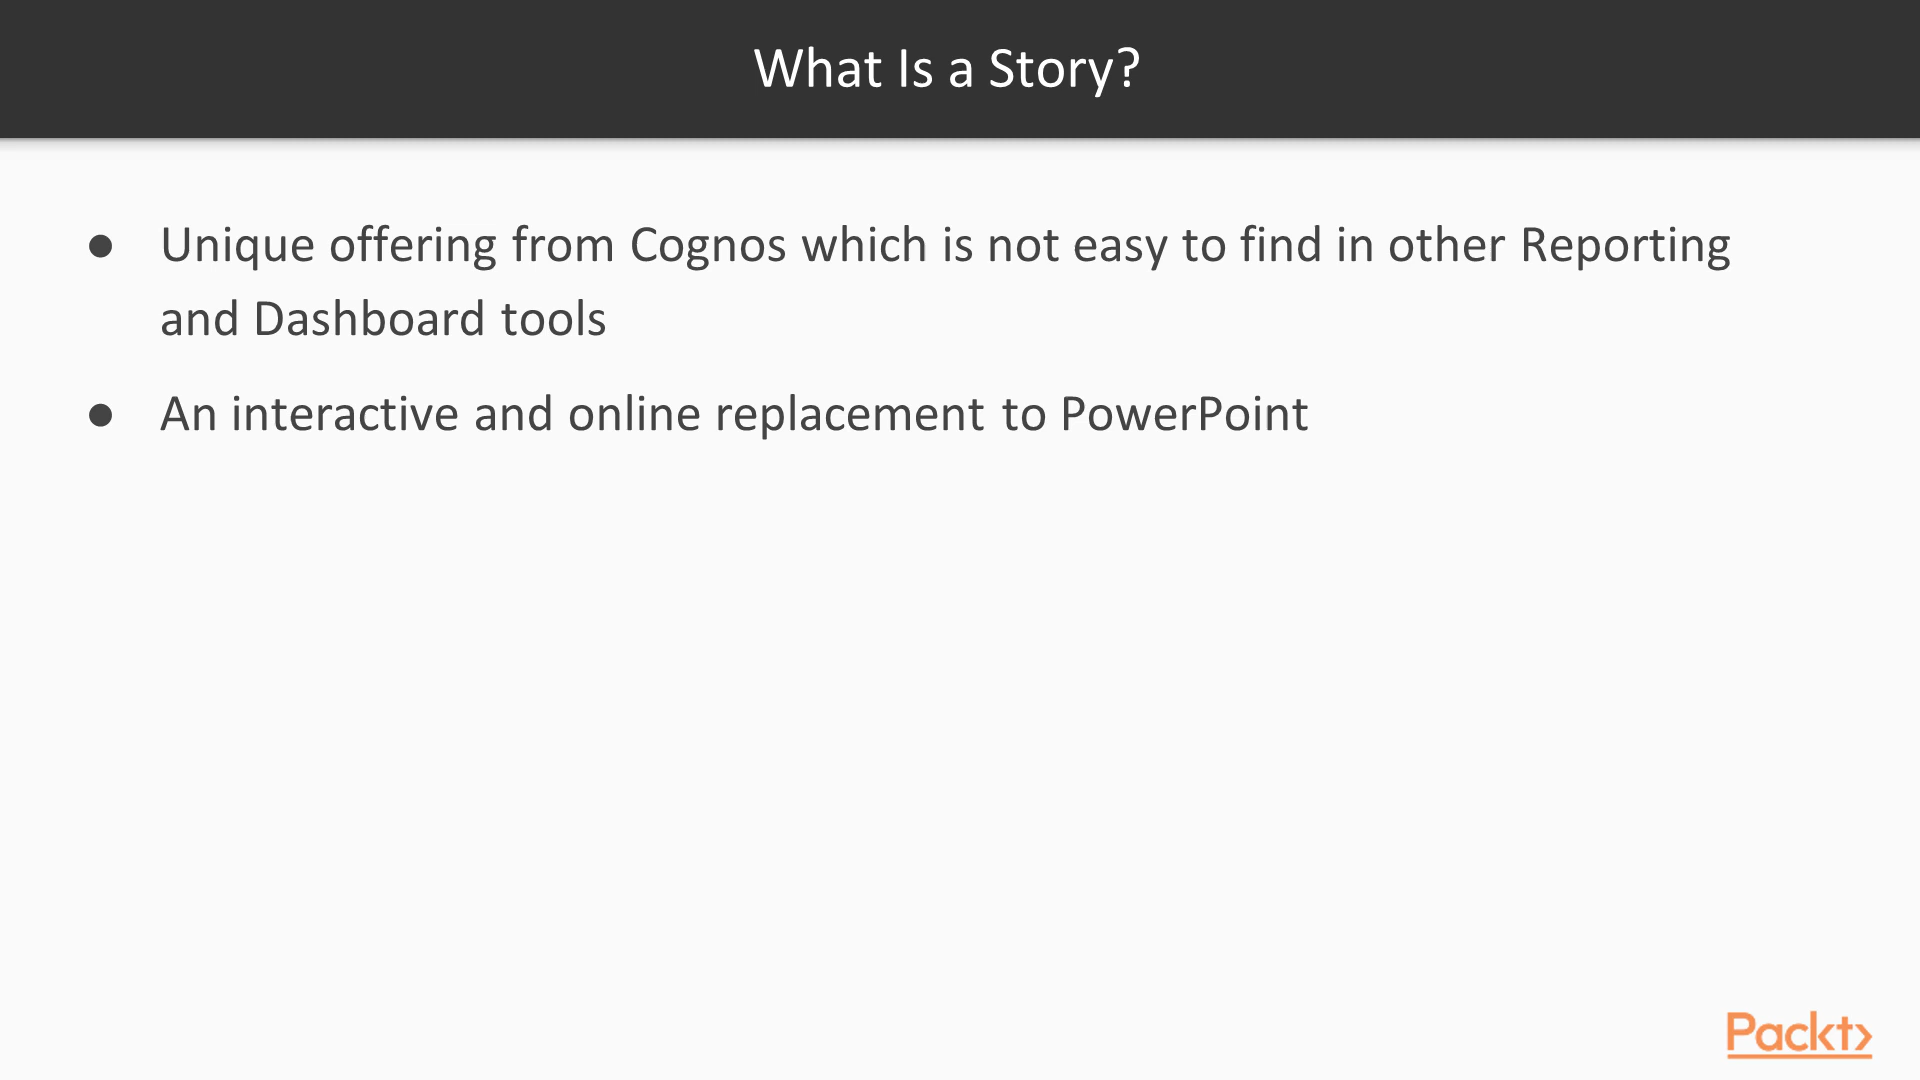 What Is a Story?
● Unique offering from Cognos which is not easy to find in other Reporting
and Dashboard tools
● An interactive and online replacement to PowerPoint
Packt>